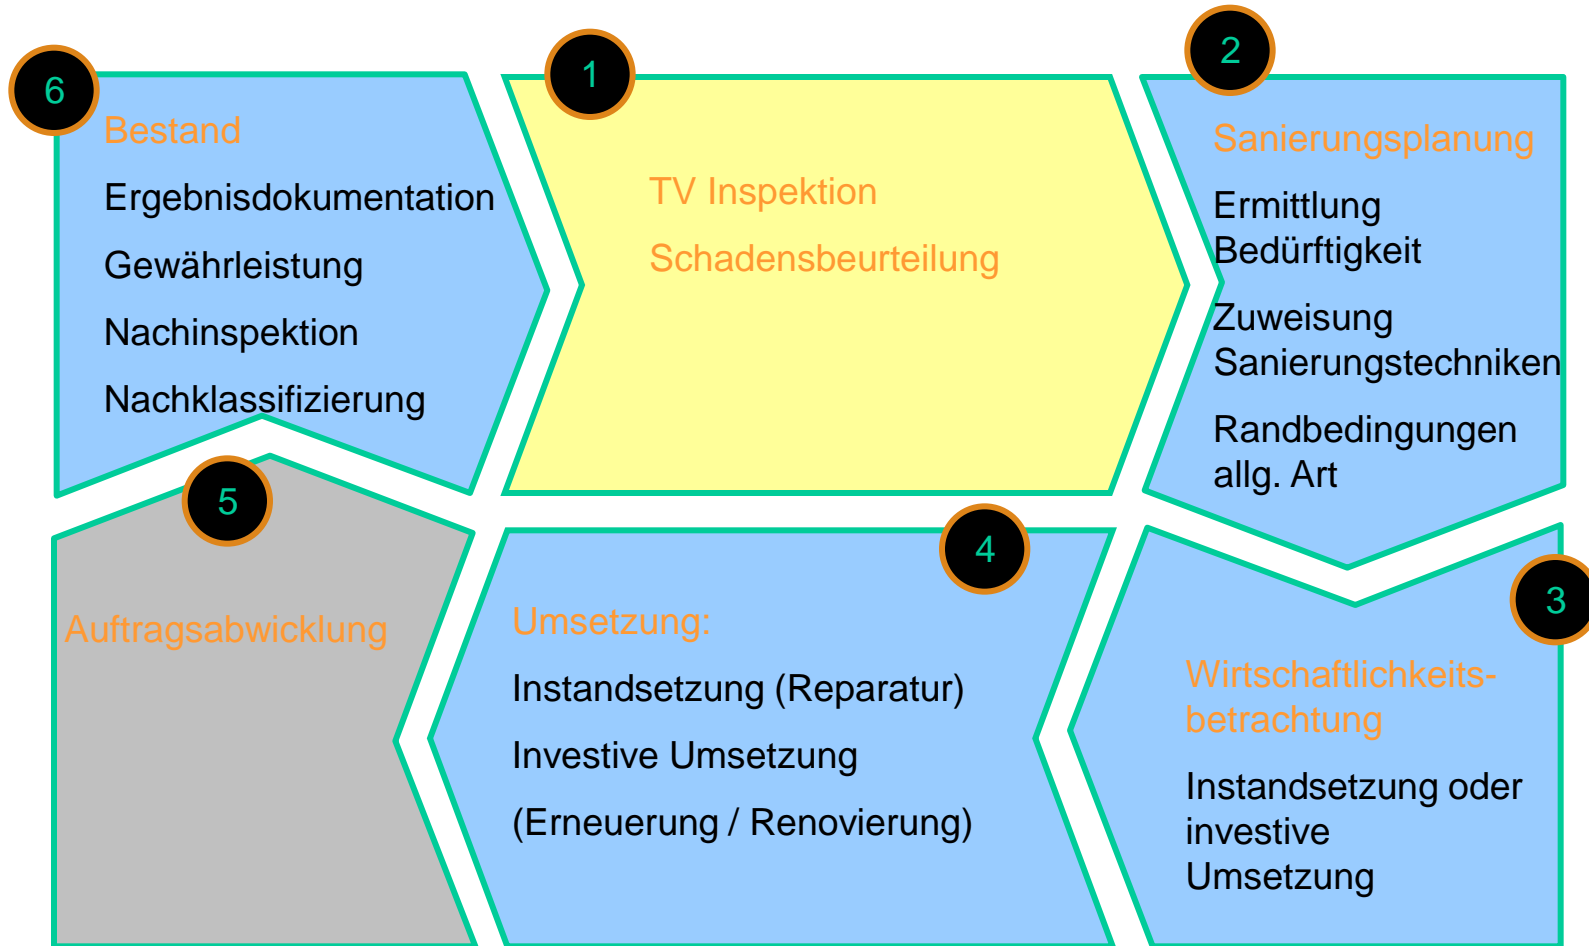 6
Bestand
Ergebnisdokumentation
Gewährleistung
Nachinspektion
Nachklassifizierung
1
TV Inspektion
Schadensbeurteilung
2
Sanierungsplanung
Ermittlung
Bedürftigkeit
Zuweisung
Sanierungstechniken
Randbedingungen
allg. Art
5
Auftragsabwicklung
4
Umsetzung:
Instandsetzung (Reparatur)
Investive Umsetzung
(Erneuerung / Renovierung)
3
Wirtschaftlichkeits-
betrachtung
Instandsetzung oder
investive
Umsetzung